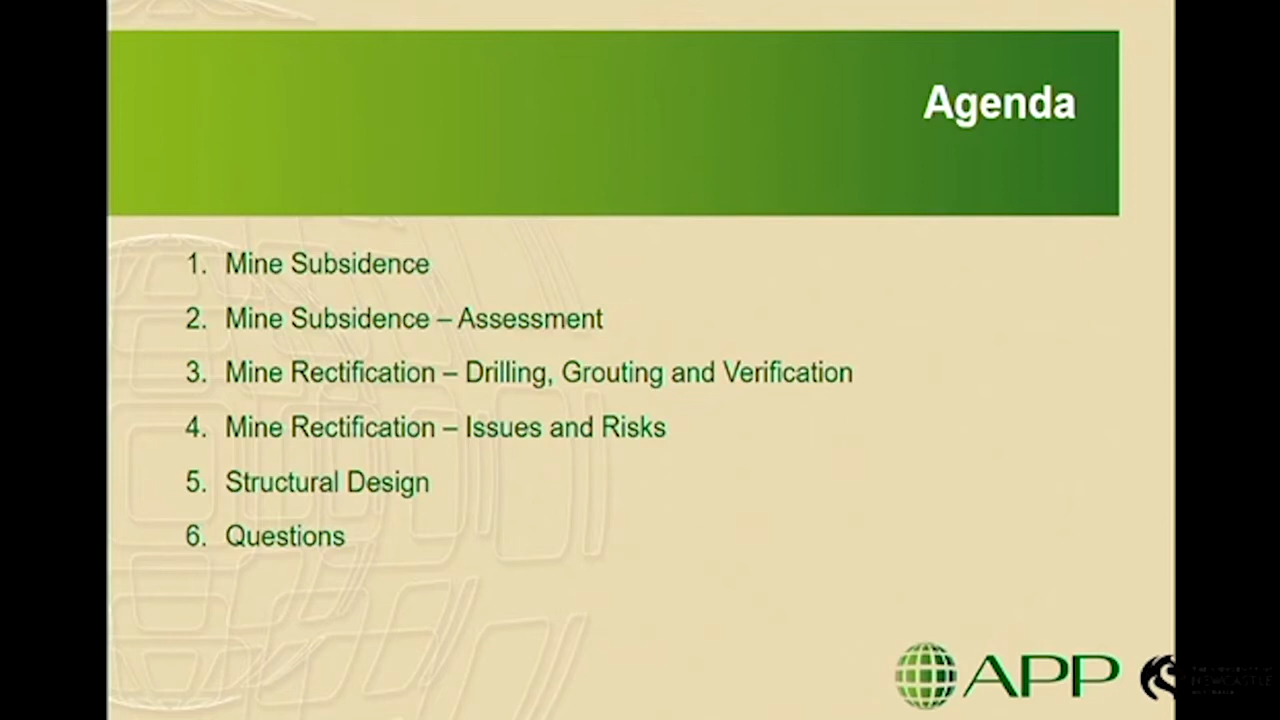 Agenda
1. Mine Subsidence
2. Mine Subsidence – Assessment
3. Mine Rectification – Drilling, Grouting and Verification
4. Mine Rectification – Issues and Risks
5. Structural Design
6. Questions
APP
NEWCASTLE